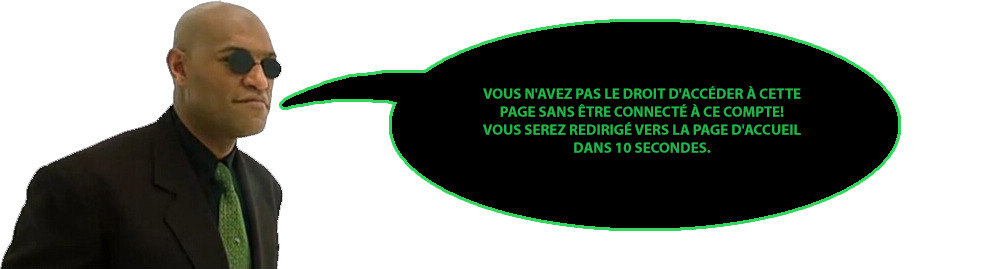 VOUS N'AVEZ PAS LE DROIT D'ACCÉDER À CETTE
PAGE SANS ÊTRE CONNECTÉ À CE COMPTE!
VOUS SEREZ REDIRIGÉ VERS LA PAGE D'ACCUEIL
DANS 10 SECONDES.